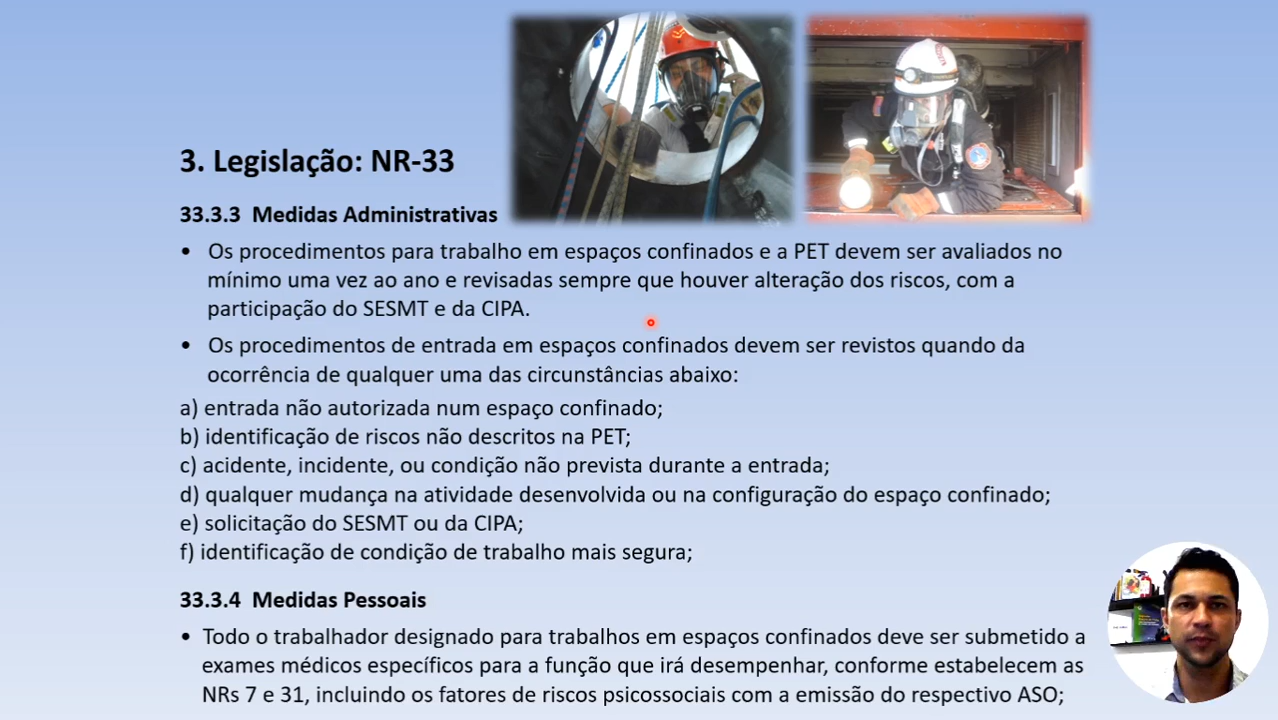 3. Legislação: NR-33
33.3.3 Medidas Administrativas
• Os procedimentos para trabalho em espaços confinados e a PET devem ser avaliados no
mínimo uma vez ao ano e revisadas sempre que houver alteração dos riscos, com a
participação do SESMT e da CIPA.
• Os procedimentos de entrada em espaços confinados devem ser revistos quando da
ocorrência de qualquer uma das circunstâncias abaixo:
a) entrada não autorizada num espaço confinado;
b) identificação de riscos não descritos na PET;
c) acidente, incidente, ou condição não prevista durante a entrada;
d) qualquer mudança na atividade desenvolvida ou na configuração do espaço confinado;
e) solicitação do SESMT ou da CIPA;
f) identificação de condição de trabalho mais segura;
33.3.4 Medidas Pessoais
• Todo o trabalhador designado para trabalhos em espaços confinados deve ser submetido a
exames médicos específicos para a função que irá desempenhar, conforme estabelecem as
NRs 7 e 31, incluindo os fatores de riscos psicossociais com a emissão do respectivo ASO;